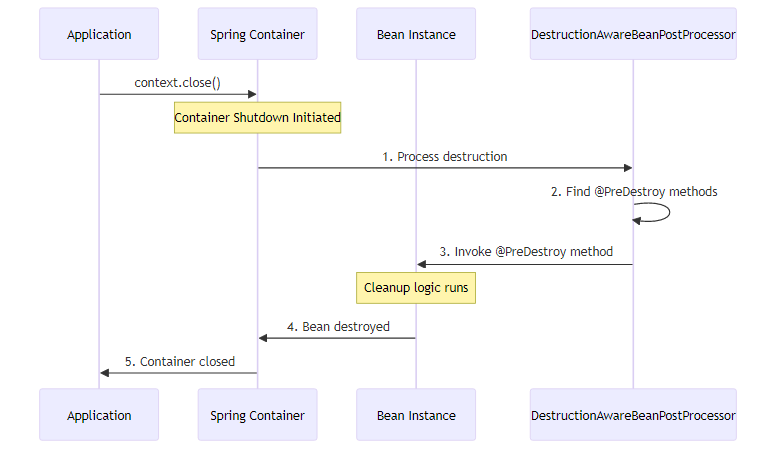 Application
Spring Container
Bean Instance
DestructionAwareBeanPostProcessor
context.close()
Container Shutdown Initiated
1. Process destruction
2. Find @PreDestroy methods
3. Invoke @PreDestroy method
Cleanup logic runs
4. Bean destroyed
5. Container closed
Application
Spring Container
Bean Instance
DestructionAwareBeanPostProcessor